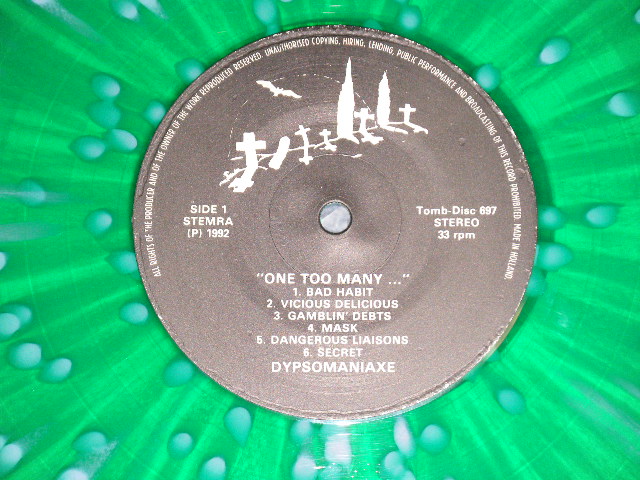 ALL RIGHTS OF THE PRODUCER AND OF THE OWNER OF THE WORK REPRODUCED RESERVED. UNAUTHORISED COPYING, HIRING, LENDING, PUBLIC PERFORMANCE AND BROADCASTING OF THIS RECORD PROHIBITED. MADE IN HOLLAND.
SIDE 1
STEMRA
(P) 1992
Tomb-Disc 697
STEREO
33 rpm
"ONE TOO MANY ..."
1. BAD HABIT
2. VICIOUS DELICIOUS
3. GAMBLIN' DEBTS
4. MASK
5. DANGEROUS LIAISONS
6. SECRET
DYPSOMANIAXE